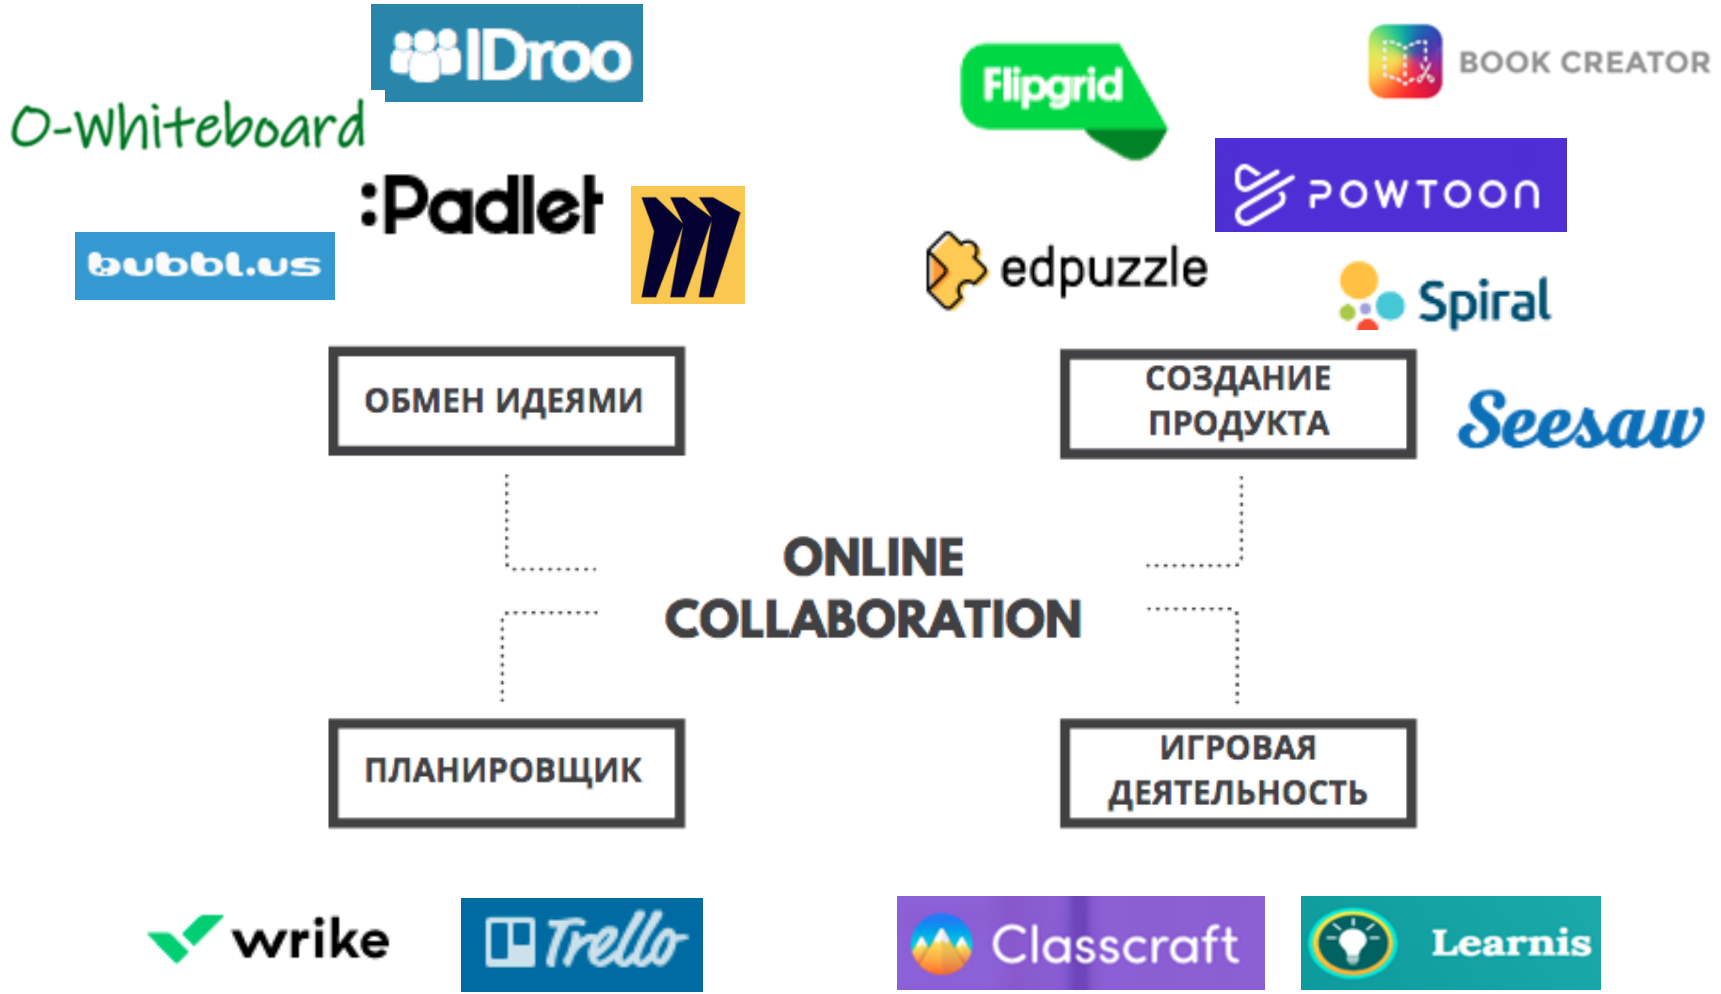 IDroo
O-Whiteboard
:Padlet
bubbl.us
Flipgrid
BOOK CREATOR
POWTOON
edpuzzle
Spiral
Seesaw
ОБМЕН ИДЕЯМИ
СОЗДАНИЕ
ПРОДУКТА
ONLINE
COLLABORATION
ПЛАНИРОВЩИК
ИГРОВАЯ
ДЕЯТЕЛЬНОСТЬ
wrike
Trello
Classcraft
Learnis